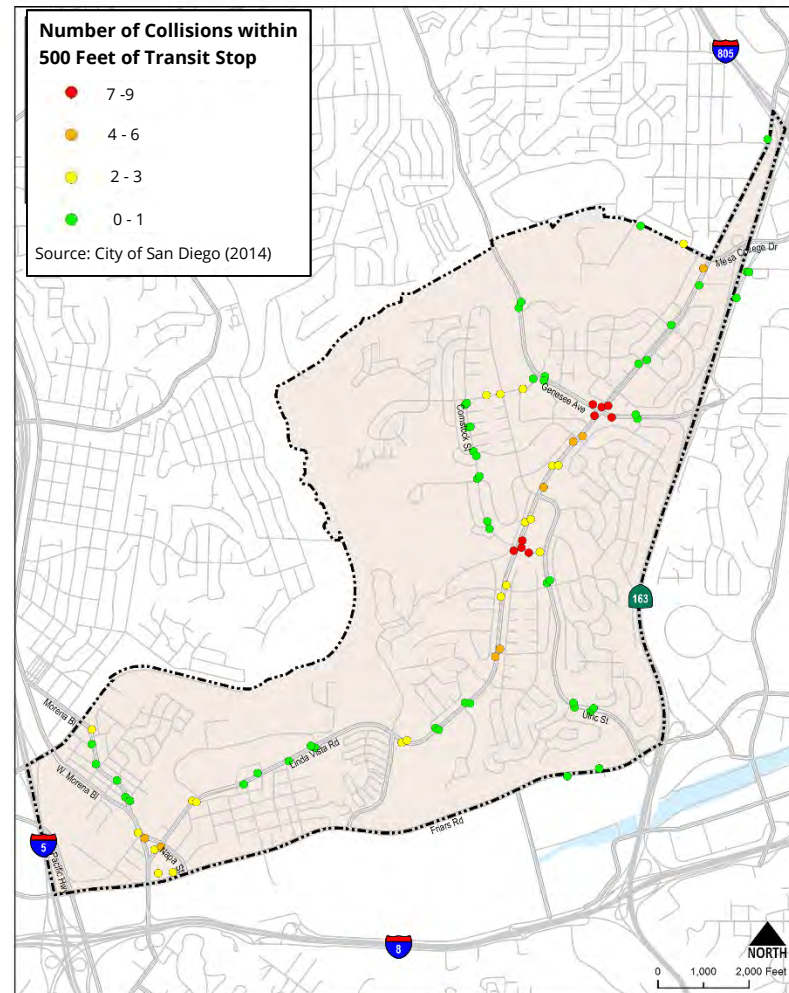 Number of Collisions within
500 Feet of Transit Stop
7 -9
4 - 6
2 - 3
0 - 1
Source: City of San Diego (2014)
805
Mesa College Dr
Genesee Ave
Comstock St
163
Ulric St
Morena Bl
W. Morena Bl
Linda Vista Rd
Friars Rd
Napa St
5
Pacific Hwy
8
NORTH
0 1,000 2,000 Feet